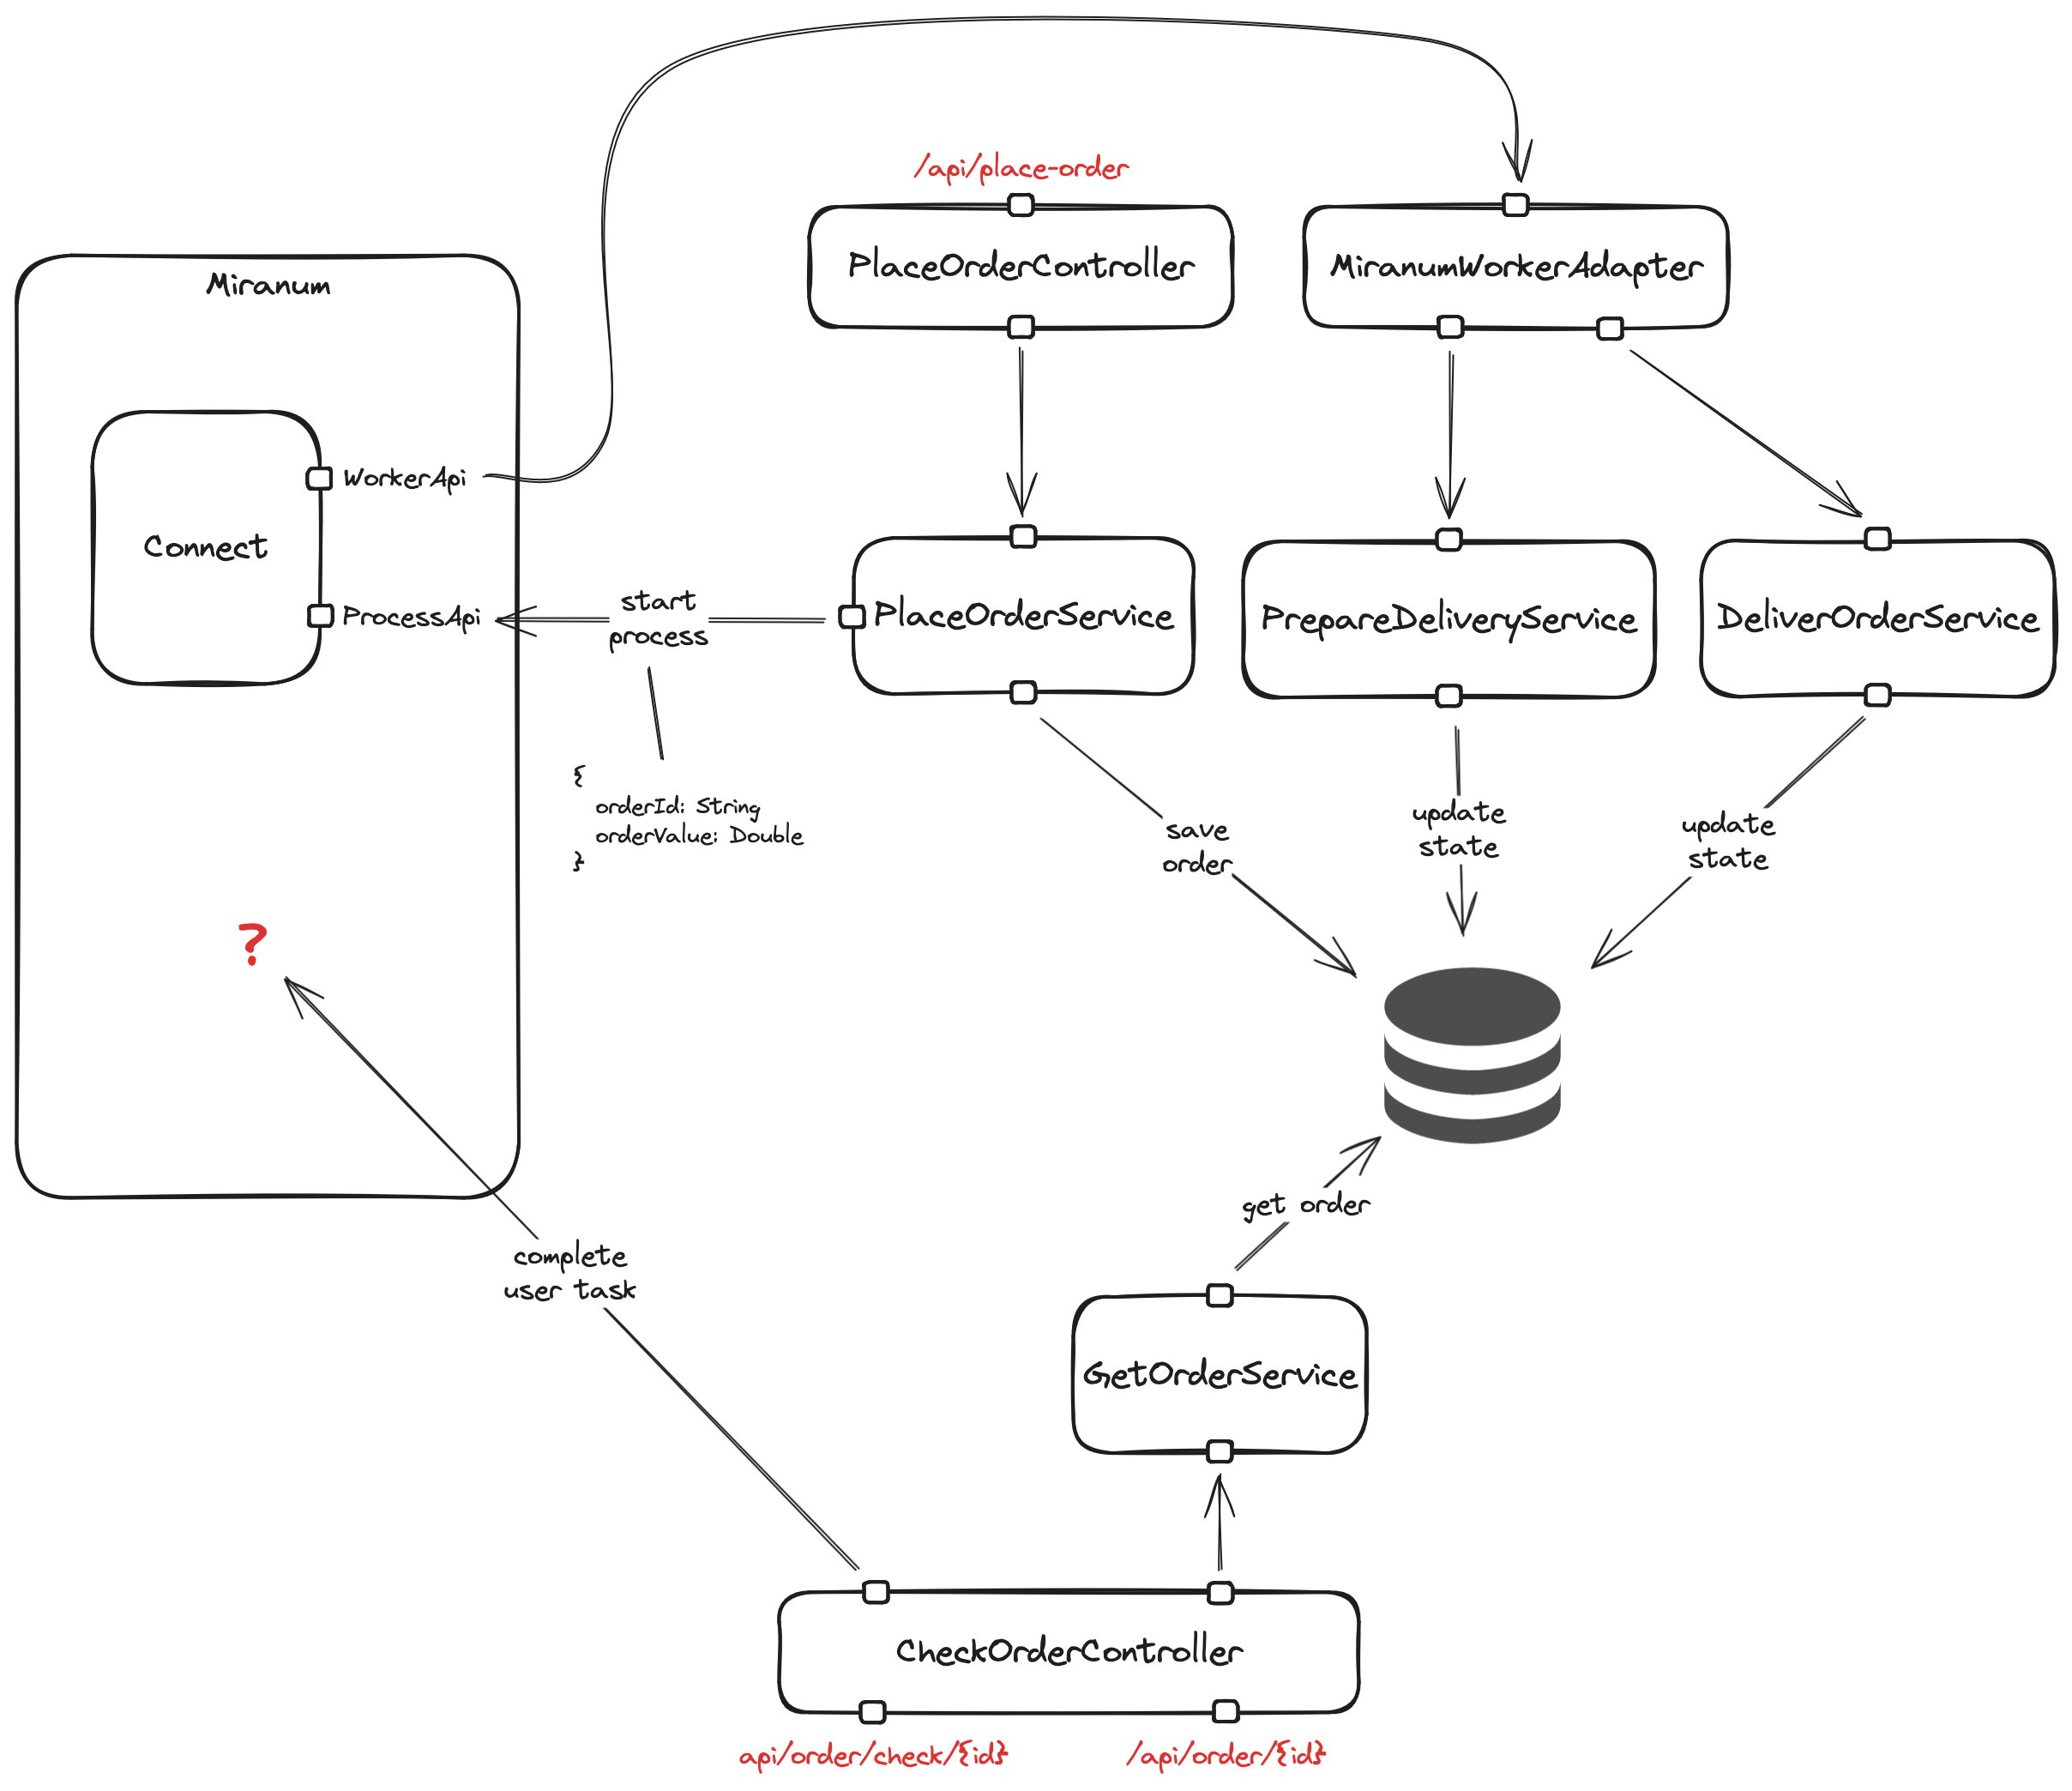 /api/place-order
PlaceOrderController
MiranumWorkerAdapter
Miranum
WorkerApi
Connect
ProcessApi
start
process
PlaceOrderService
PrepareDeliveryService
DeliverOrderService
{
orderId: String
orderValue: Double
}
save
order
update
state
update
state
?
get order
complete
user task
GetOrderService
CheckOrderController
api/order/check/{id}
/api/order/{id}